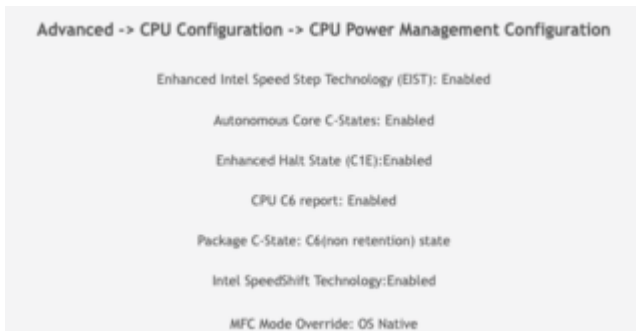 Advanced -> CPU Configuration -> CPU Power Management Configuration
Enhanced Intel Speed Step Technology (EIST): Enabled
Autonomous Core C-States: Enabled
Enhanced Halt State (C1E):Enabled
CPU C6 report: Enabled
Package C-State: C6(non retention) state
Intel SpeedShift Technology:Enabled
MFC Mode Override: OS Native